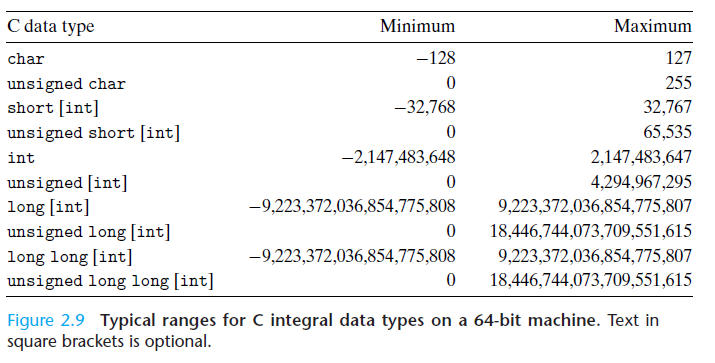 C data type Minimum Maximum
char −128 127
unsigned char 0 255
short [int] −32,768 32,767
unsigned short [int] 0 65,535
int −2,147,483,648 2,147,483,647
unsigned [int] 0 4,294,967,295
long [int] −9,223,372,036,854,775,808 9,223,372,036,854,775,807
unsigned long [int] 0 18,446,744,073,709,551,615
long long [int] −9,223,372,036,854,775,808 9,223,372,036,854,775,807
unsigned long long [int] 0 18,446,744,073,709,551,615
Figure 2.9 Typical ranges for C integral data types on a 64-bit machine. Text in
square brackets is optional.